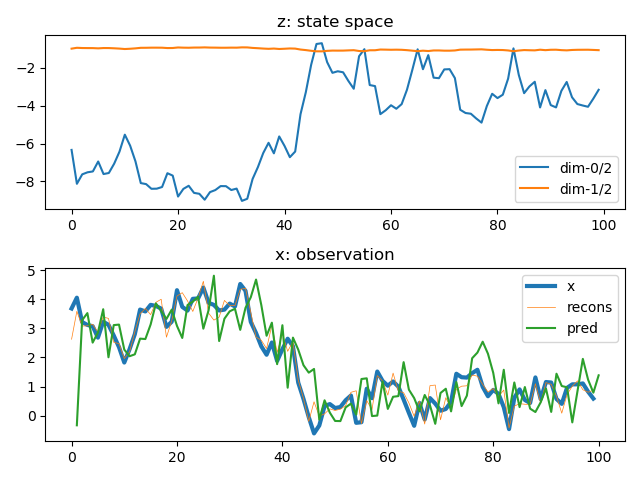 z: state space
−2
−4
−6
−8
dim-0/2
dim-1/2
0 20 40 60 80 100
x: observation
5
4
3
2
1
0
x
recons
pred
0 20 40 60 80 100